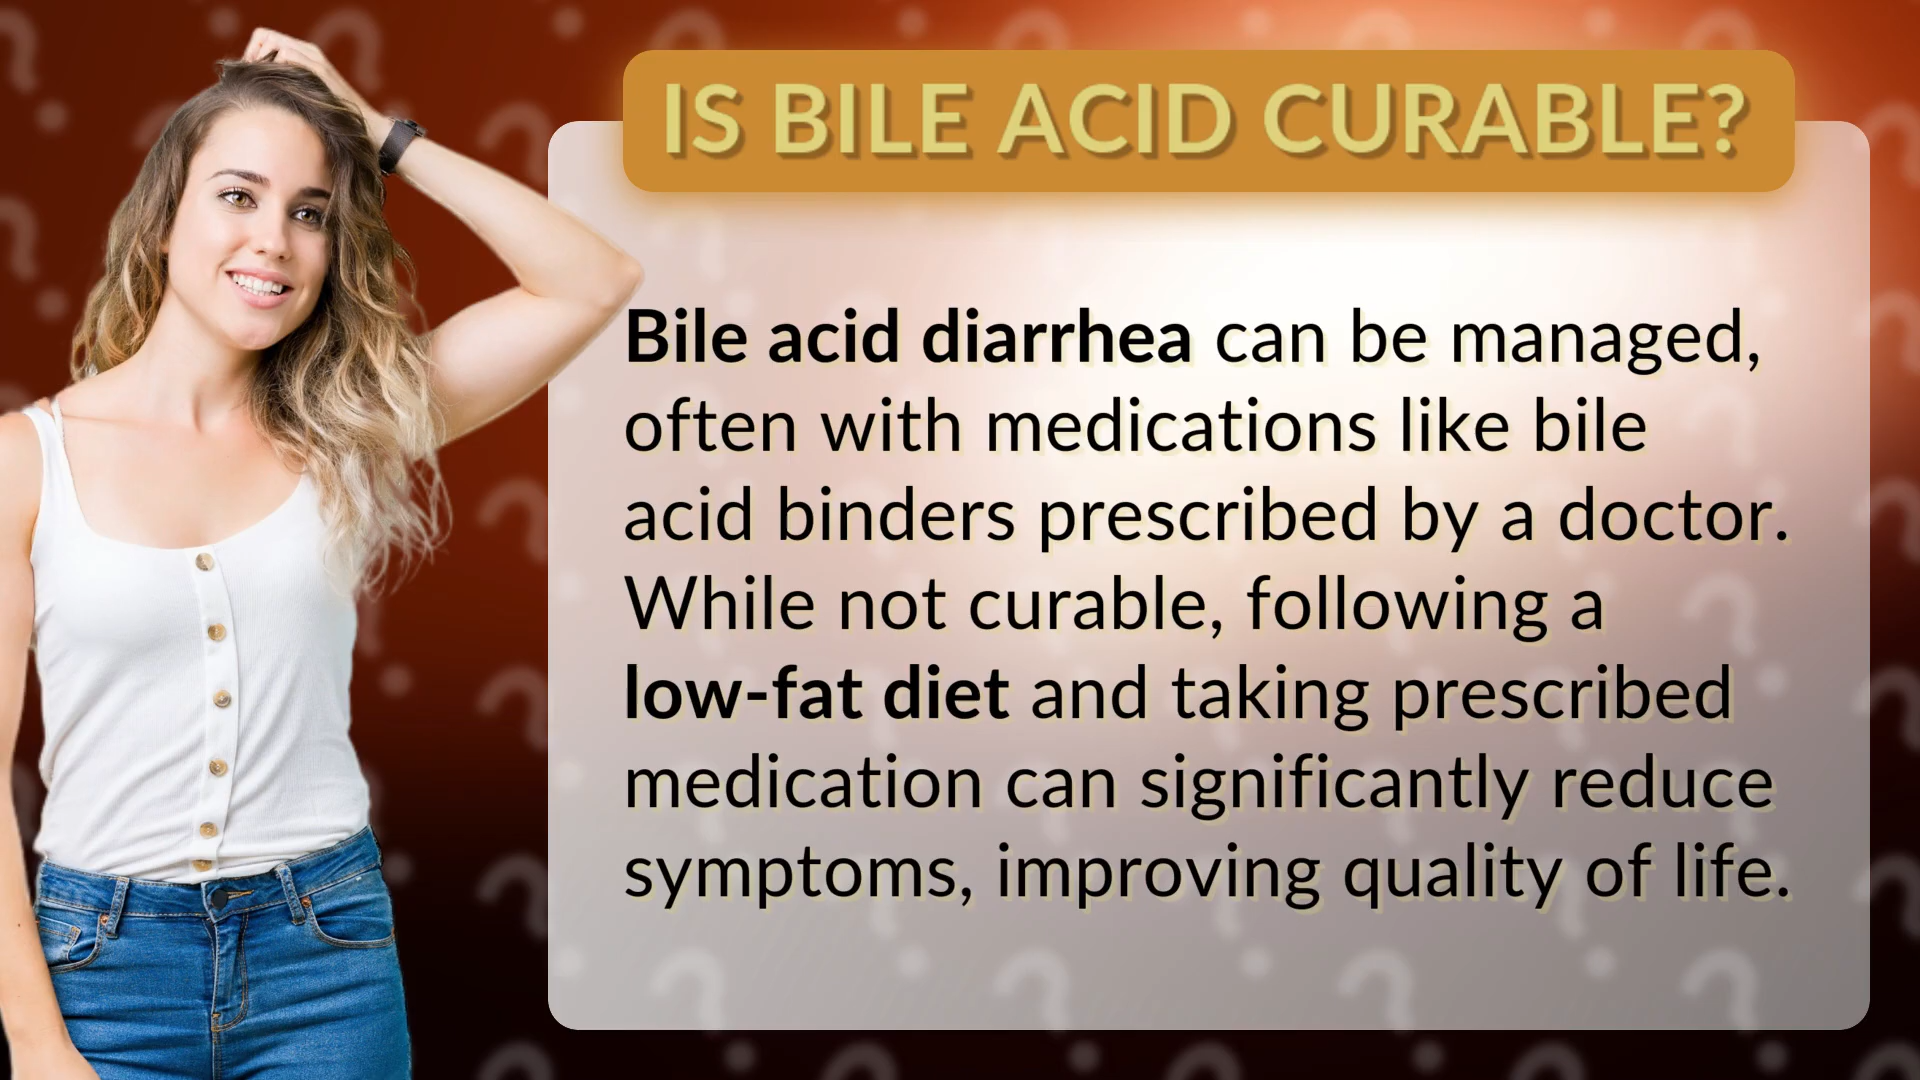 IS BILE ACID CURABLE?
Bile acid diarrhea can be managed,
often with medications like bile
acid binders prescribed by a doctor.
While not curable, following a
low-fat diet and taking prescribed
medication can significantly reduce
symptoms, improving quality of life.